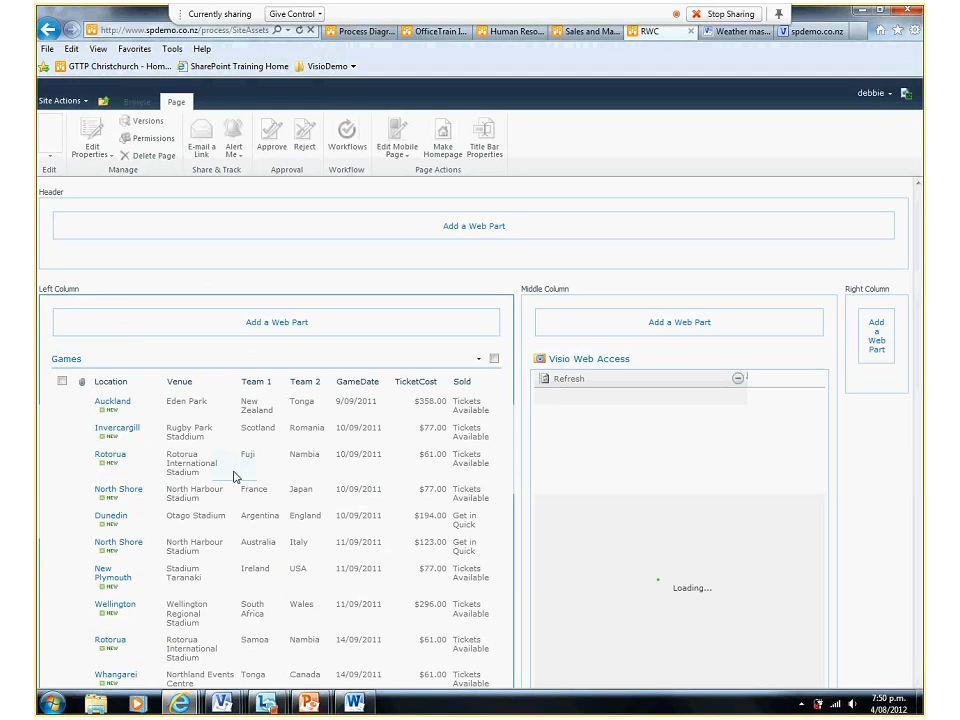 Currently sharing
Give Control
Stop Sharing
http://www.spdemo.co.nz/process/SiteAssets
Process Diagr...
OfficeTrain I...
Human Reso...
Sales and Ma...
RWC
Weather mas...
spdemo.co.nz
File Edit View Favorites Tools Help
GTTP Christchurch - Hom...
SharePoint Training Home
VisioDemo
Site Actions
Browse
Page
debbie
Edit Properties
Versions
Permissions
Delete Page
E-mail a Link
Alert Me
Approve
Reject
Workflows
Edit Mobile Page
Make Homepage
Title Bar Properties
Edit
Manage
Share & Track
Approval
Workflow
Page Actions
Header
Add a Web Part
Left Column
Middle Column
Right Column
Add a Web Part
Add a Web Part
Add
a
Web
Part
Games
Visio Web Access
Refresh
Loading...
Location Venue Team 1 Team 2 GameDate TicketCost Sold
Auckland Eden Park New Tonga 9/09/2011 $358.00 Tickets
NEW Zealand Available
Invercargill Rugby Park Scotland Romania 10/09/2011 $77.00 Tickets
NEW Staddium Available
Rotorua Rotorua Fuji Nambia 10/09/2011 $61.00 Tickets
NEW International Available
Stadium
North Shore North Harbour France Japan 10/09/2011 $77.00 Tickets
NEW Stadium Available
Dunedin Otago Stadium Argentina England 10/09/2011 $194.00 Get in
NEW Quick
North Shore North Harbour Australia Italy 11/09/2011 $123.00 Get in
NEW Stadium Quick
New Stadium Ireland USA 11/09/2011 $77.00 Tickets
Plymouth Taranaki Available
NEW
Wellington Wellington South Wales 11/09/2011 $296.00 Tickets
NEW Regional Africa Available
Stadium
Rotorua Rotorua Samoa Nambia 14/09/2011 $61.00 Tickets
NEW International Available
Stadium
Whangarei Northland Events Tonga Canada 14/09/2011 $61.00 Tickets
NEW Centre Available
7:50 p.m.
4/08/2012